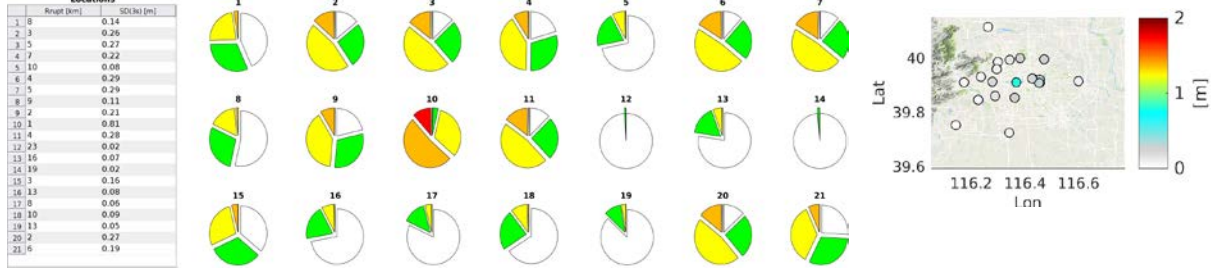 Locations
Rrupt [km] SD(3x) [m]
1 8 0.14
2 3 0.26
3 5 0.27
4 7 0.22
5 10 0.08
6 4 0.29
7 5 0.29
8 9 0.11
9 2 0.21
10 1 0.81
11 4 0.28
12 23 0.02
13 16 0.07
14 19 0.02
15 3 0.16
16 13 0.08
17 8 0.06
18 10 0.09
19 13 0.05
20 2 0.27
21 6 0.19
1 2 3 4 5 6 7
8 9 10 11 12 13 14
15 16 17 18 19 20 21
Lat
40
39.8
39.6
116.2 116.4 116.6
Lon
2
1
0
[m]